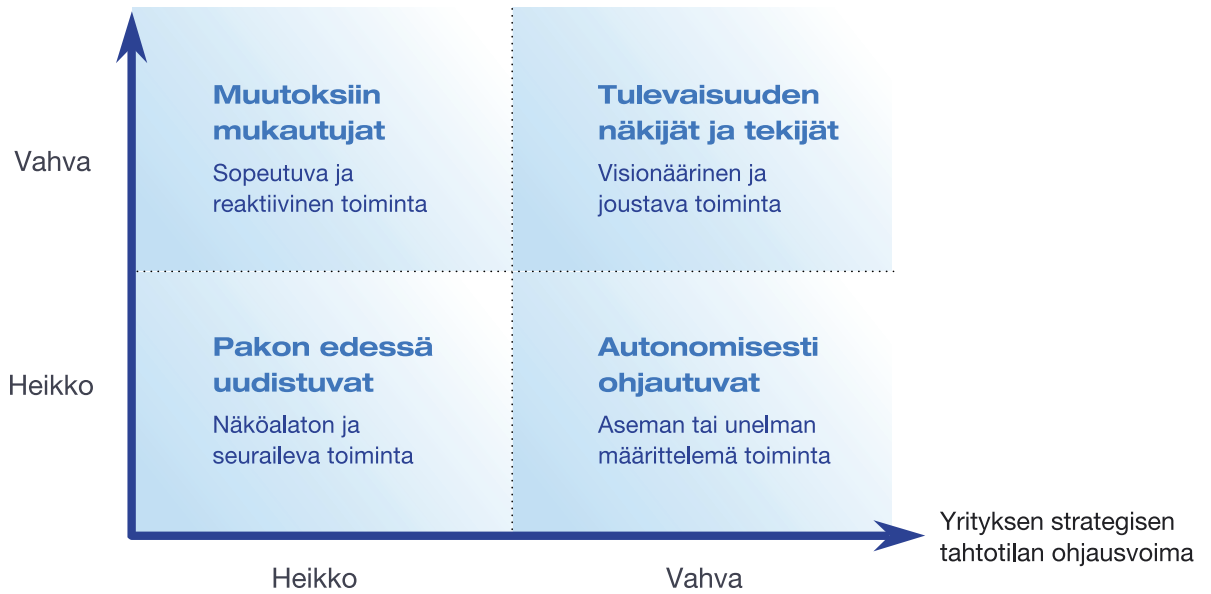 Vahva
Muutoksiin
mukautujat
Sopeutuva ja
reaktiivinen toiminta
Tulevaisuuden
näkijät ja tekijät
Visionäärinen ja
joustava toiminta
Heikko
Pakon edessä
uudistuvat
Näköalaton ja
seuraileva toiminta
Autonomisesti
ohjautuvat
Aseman tai unelman
määrittelemä toiminta
Heikko
Vahva
Yrityksen strategisen
tahtotilan ohjausvoima